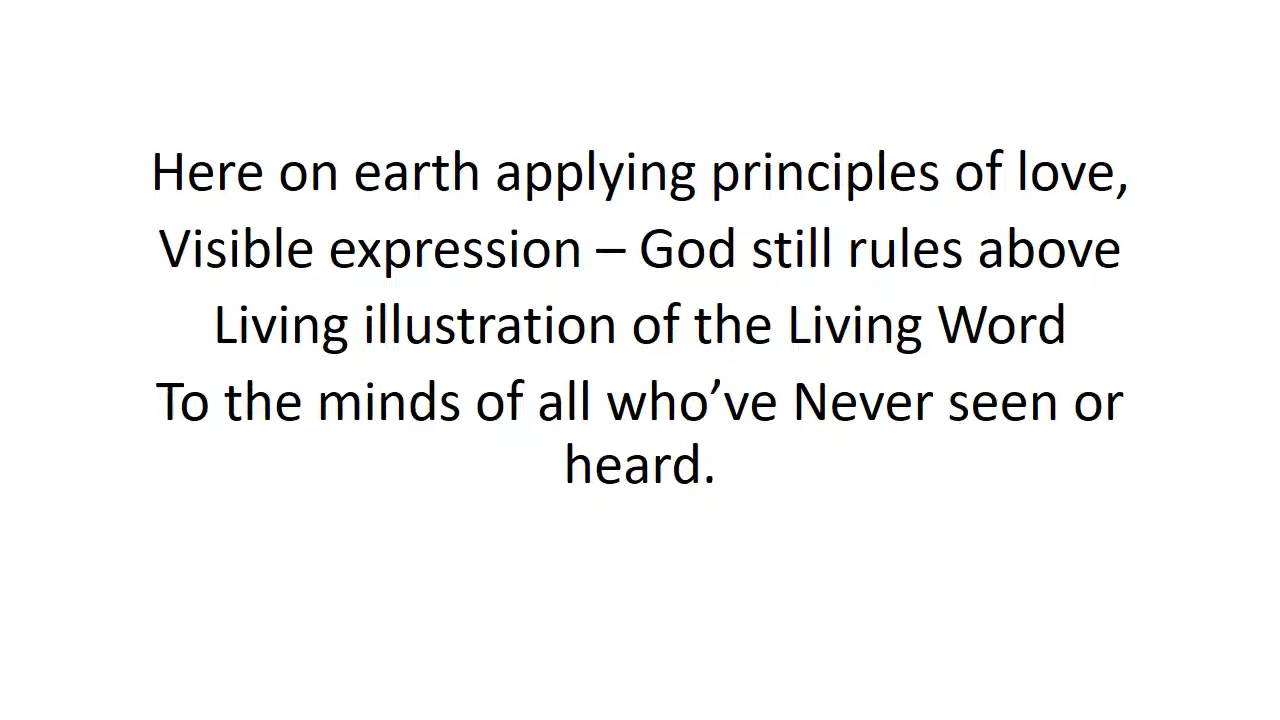 Here on earth applying principles of love,
Visible expression – God still rules above
Living illustration of the Living Word
To the minds of all who’ve Never seen or
heard.